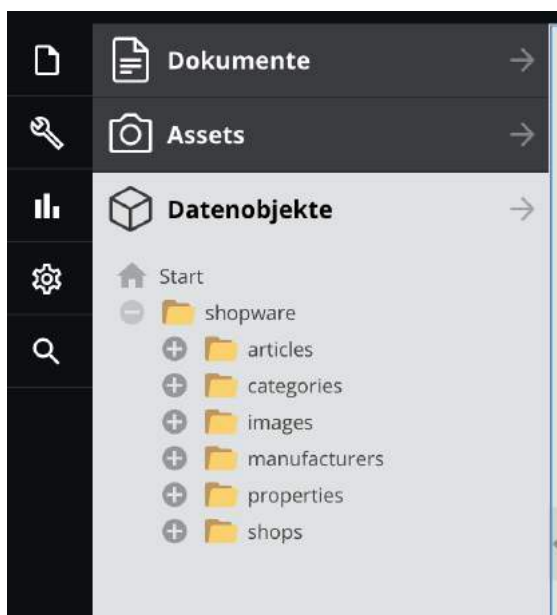 Dokumente
Assets
Datenobjekte
Start
shopware
articles
categories
images
manufacturers
properties
shops